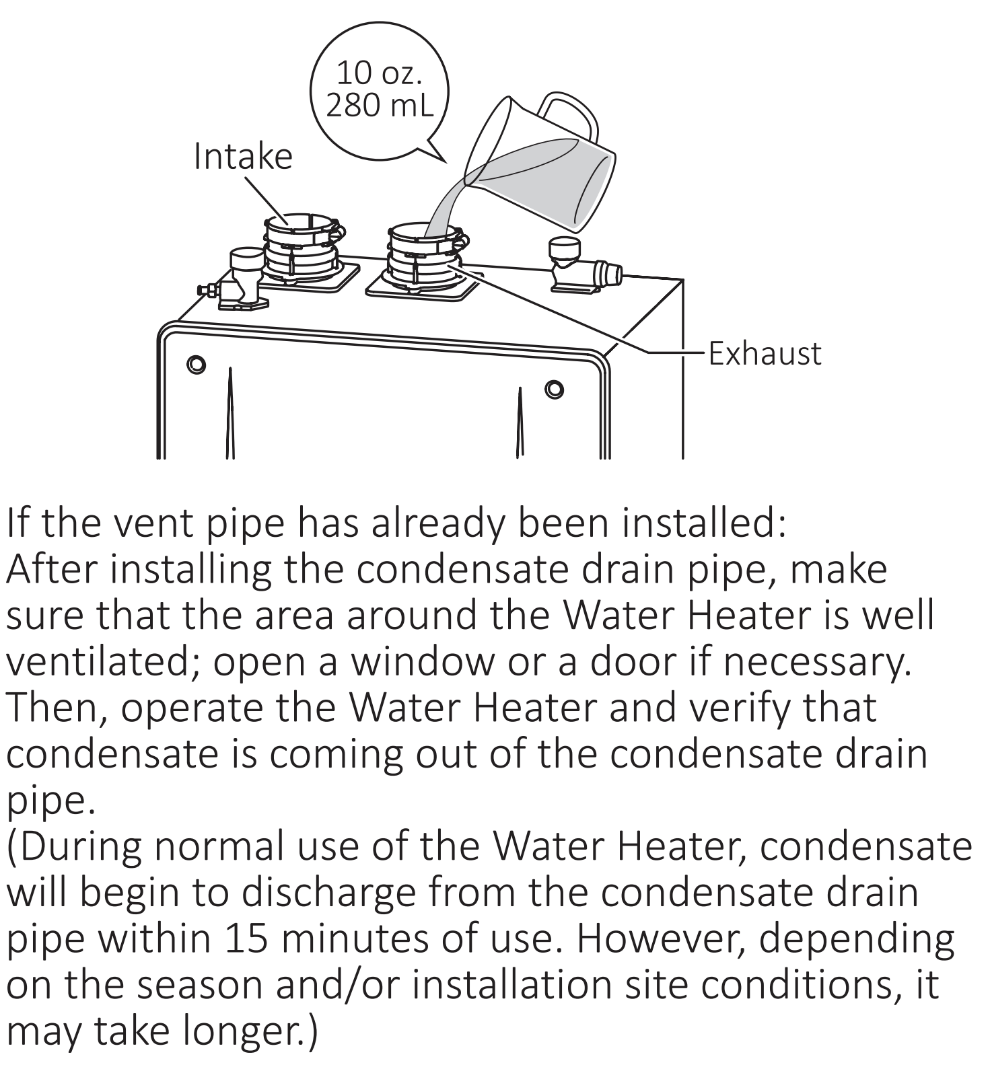 10 oz.
280 mL
Intake
Exhaust
If the vent pipe has already been installed:
After installing the condensate drain pipe, make
sure that the area around the Water Heater is well
ventilated; open a window or a door if necessary.
Then, operate the Water Heater and verify that
condensate is coming out of the condensate drain
pipe.
(During normal use of the Water Heater, condensate
will begin to discharge from the condensate drain
pipe within 15 minutes of use. However, depending
on the season and/or installation site conditions, it
may take longer.)